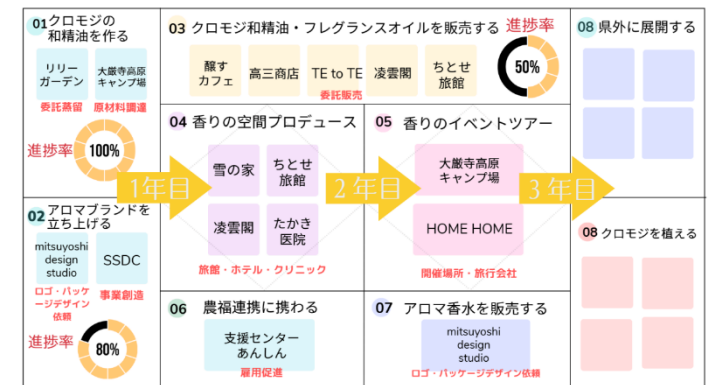 01 クロモジの
和精油を作る
リリー
ガーデン
大厳寺高原
キャンプ場
委託蒸留
原材料調達
進捗率
100%
02 アロマブランドを
立ち上げる
mitsuyoshi
design
studio
SSDC
ロゴ・パッケ
ージデザイン
依頼
事業創造
進捗率
80%
03 クロモジ和精油・フレグランスオイルを販売する
進捗率
50%
醸す
カフェ
高三商店
TE to TE
凌雲閣
ちとせ
旅館
委託販売
1年目
04 香りの空間プロデュース
雪の家
ちとせ
旅館
凌雲閣
たかき
医院
旅館・ホテル・クリニック
2年目
05 香りのイベントツアー
大厳寺高原
キャンプ場
HOME HOME
開催場所・旅行会社
3年目
06 農福連携に携わる
支援センター
あんしん
雇用促進
07 アロマ香水を販売する
mitsuyoshi
design
studio
ロゴ・パッケージデザイン依頼
08 県外に展開する
08 クロモジを植える